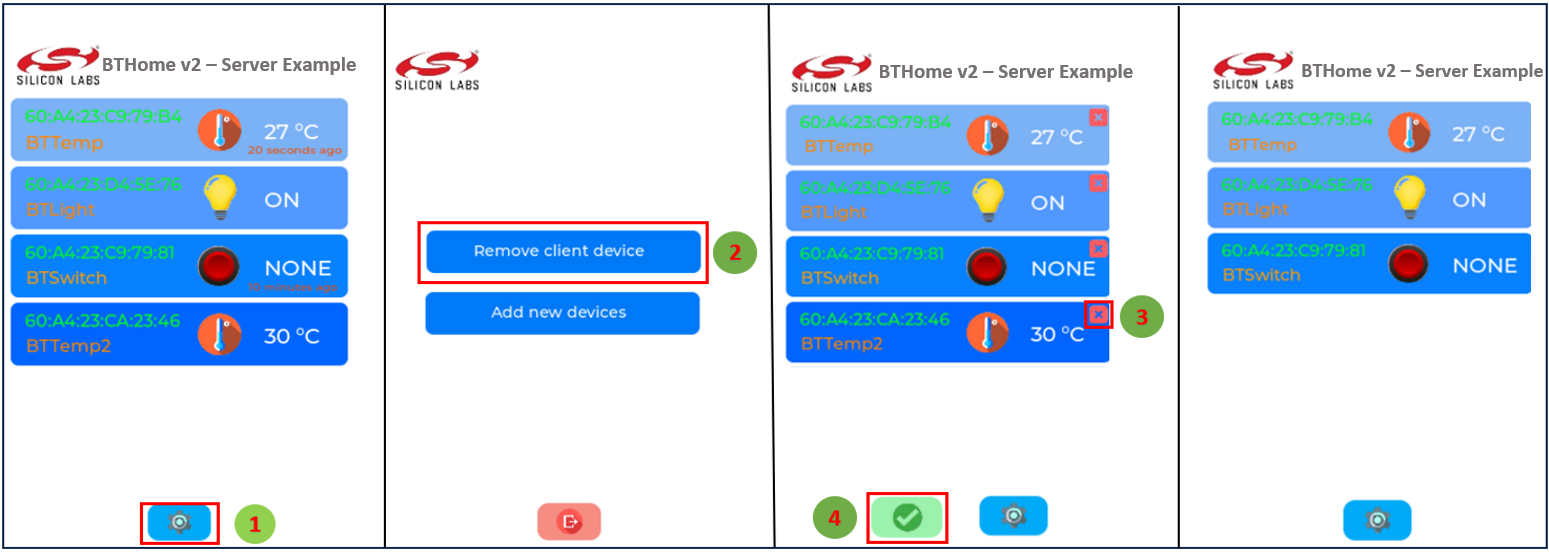 SILICON LABS
BTHome v2 – Server Example
60:A4:23:C9:79:B4
BTTemp
27 °C
20 seconds ago
60:A4:23:D4:5E:76
BTLight
ON
60:A4:23:C9:79:81
BTSwitch
NONE
10 minutes ago
60:A4:23:CA:23:46
BTTemp2
30 °C
1
SILICON LABS
Remove client device
2
Add new devices
SILICON LABS
BTHome v2 – Server Example
60:A4:23:C9:79:B4
BTTemp
27 °C
60:A4:23:D4:5E:76
BTLight
ON
60:A4:23:C9:79:81
BTSwitch
NONE
60:A4:23:CA:23:46
BTTemp2
30 °C
3
4
SILICON LABS
BTHome v2 – Server Example
60:A4:23:C9:79:B4
BTTemp
27 °C
60:A4:23:D4:5E:76
BTLight
ON
60:A4:23:C9:79:81
BTSwitch
NONE